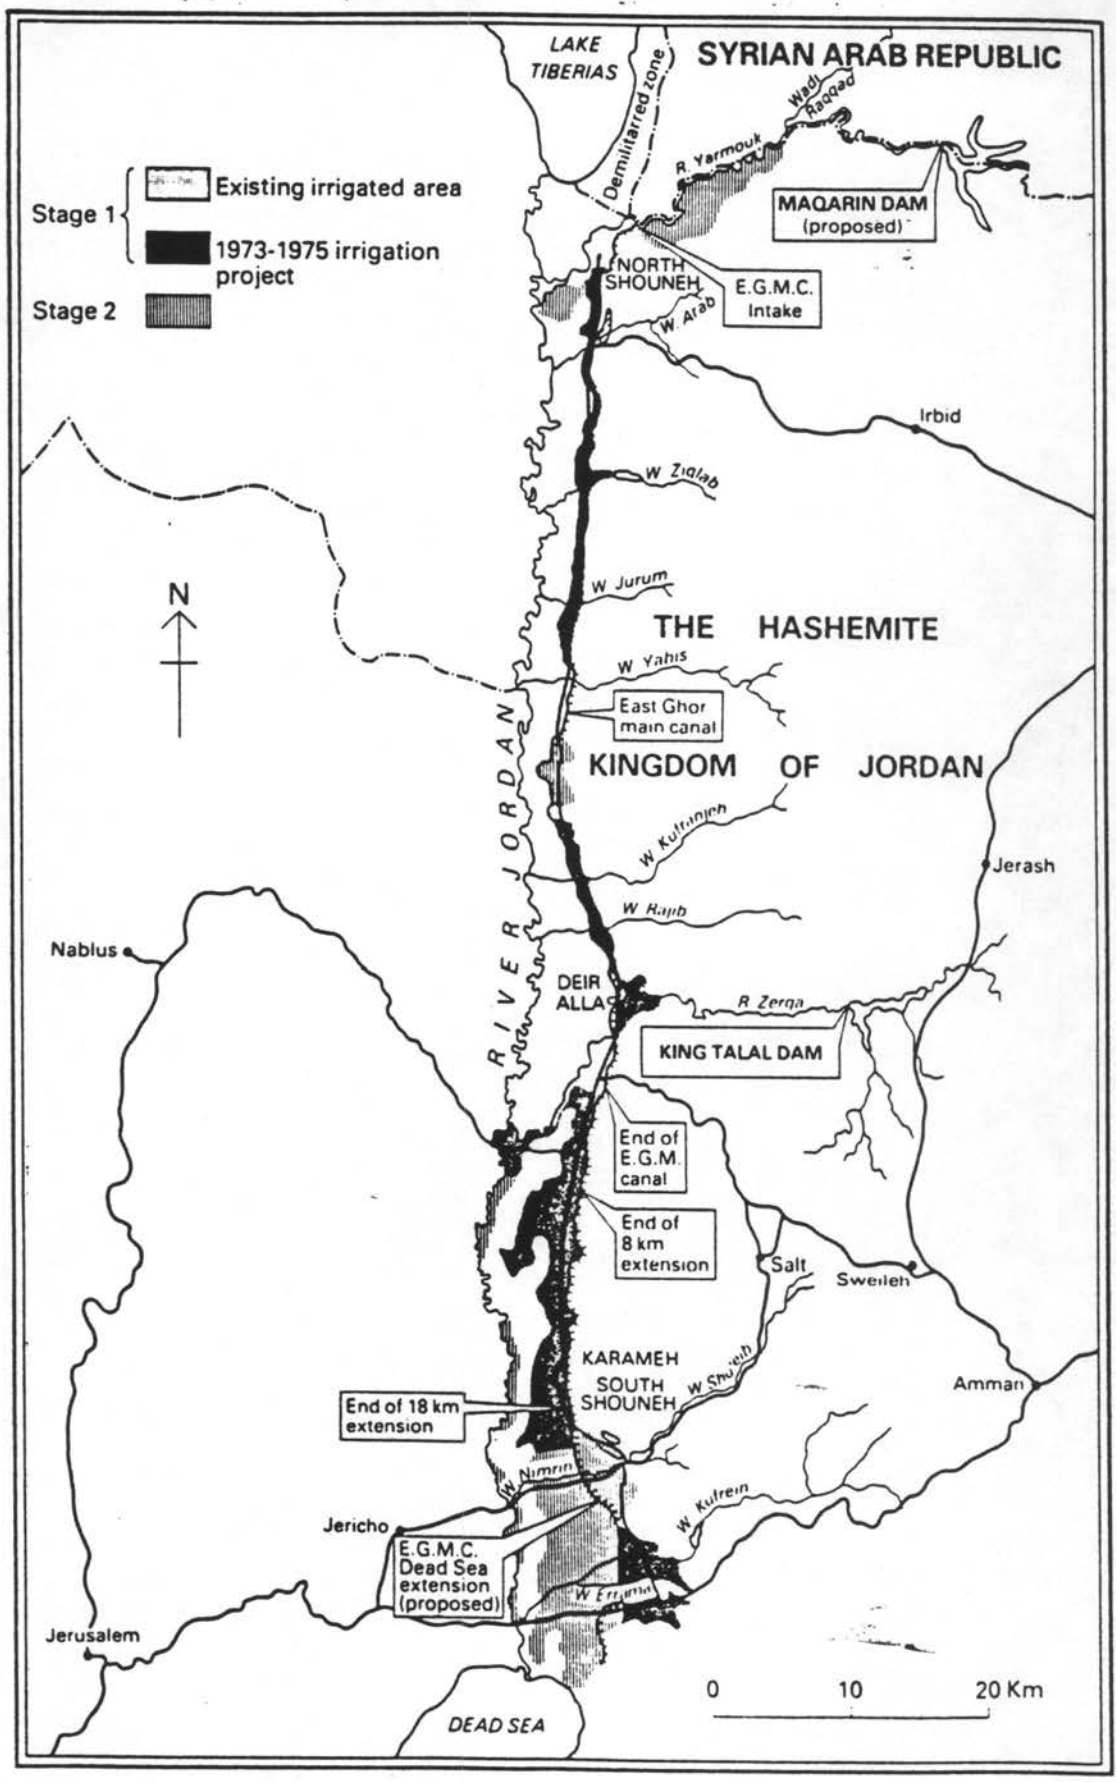 LAKE
TIBERIAS
Demilitarred zone
SYRIAN ARAB REPUBLIC
Wadi
Raqqad
R. Yarmouk
MAQARIN DAM
(proposed)
Stage 1
Existing irrigated area
1973-1975 irrigation
project
Stage 2
NORTH
SHOUNEH
E.G.M.C.
Intake
W. Arab
Irbid
W Ziqlab
N
W Jurum
THE HASHEMITE
W Yabis
East Ghor
main canal
KINGDOM OF JORDAN
RIVER JORDAN
W Kufranjeh
Jerash
W Rajib
Nablus
DEIR
ALLA
R Zerqa
KING TALAL DAM
End of
E.G.M.
canal
End of
8 km
extension
Salt
Sweileh
KARAMEH
SOUTH
SHOUNEH
W Shu'eib
Amman
End of 18 km
extension
W Nimrin
W Kufrein
Jericho
E.G.M.C.
Dead Sea
extension
(proposed)
Jerusalem
0 10 20 Km
DEAD SEA